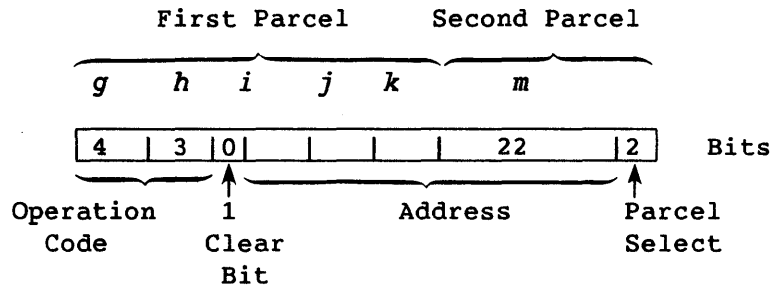 First Parcel Second Parcel
g h i j k m
4 3 0 22 2 Bits
Operation 1 Address Parcel
Code Clear Select
Bit